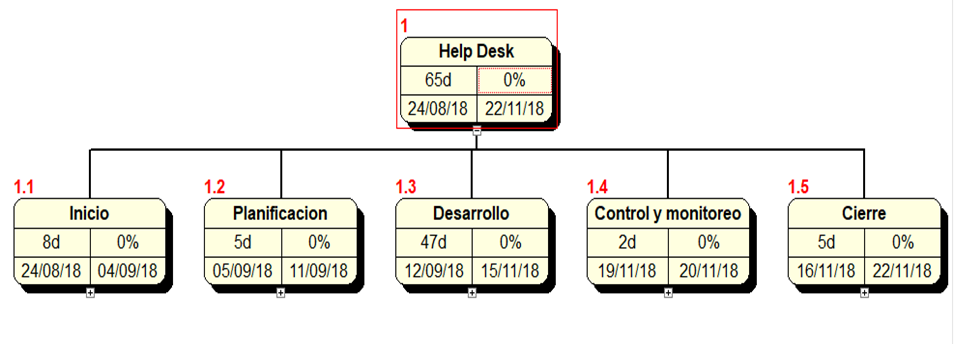 1
Help Desk
65d 0%
24/08/18 22/11/18
1.1
Inicio
8d 0%
24/08/18 04/09/18
1.2
Planificacion
5d 0%
05/09/18 11/09/18
1.3
Desarrollo
47d 0%
12/09/18 15/11/18
1.4
Control y monitoreo
2d 0%
19/11/18 20/11/18
1.5
Cierre
5d 0%
16/11/18 22/11/18